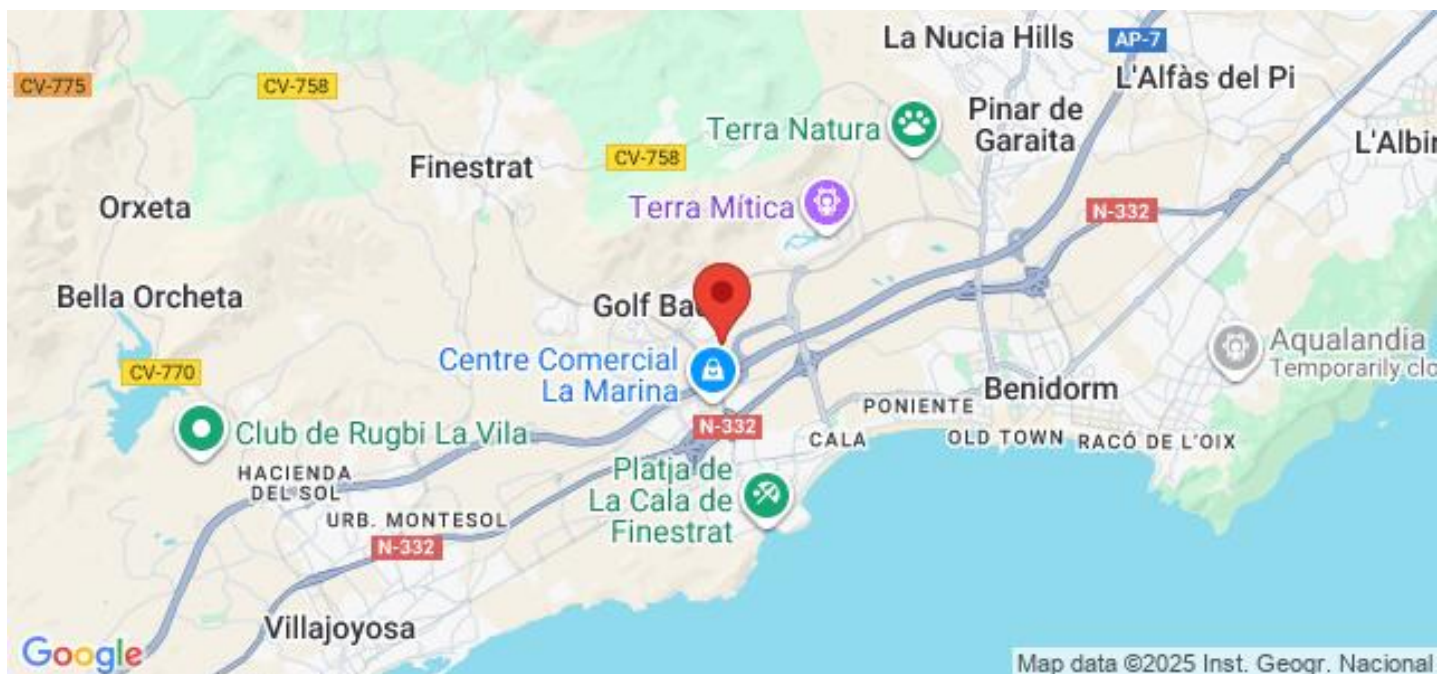 La Nucia Hills
AP-7
CV-775
CV-758
L'Alfàs del Pi
Terra Natura
Pinar de
Garaita
L'Albir
Finestrat
CV-758
Orxeta
Terra Mítica
N-332
Bella Orcheta
Golf Ba
Centre Comercial
La Marina
Aqualandia
Temporarily clo
CV-770
Benidorm
PONIENTE
N-332
Club de Rugbi La Vila
CALA
OLD TOWN
RACÓ DE L'OIX
HACIENDA
DEL SOL
Platja de
La Cala de
Finestrat
URB. MONTESOL
N-332
Villajoyosa
Google
Map data ©2025 Inst. Geogr. Nacional